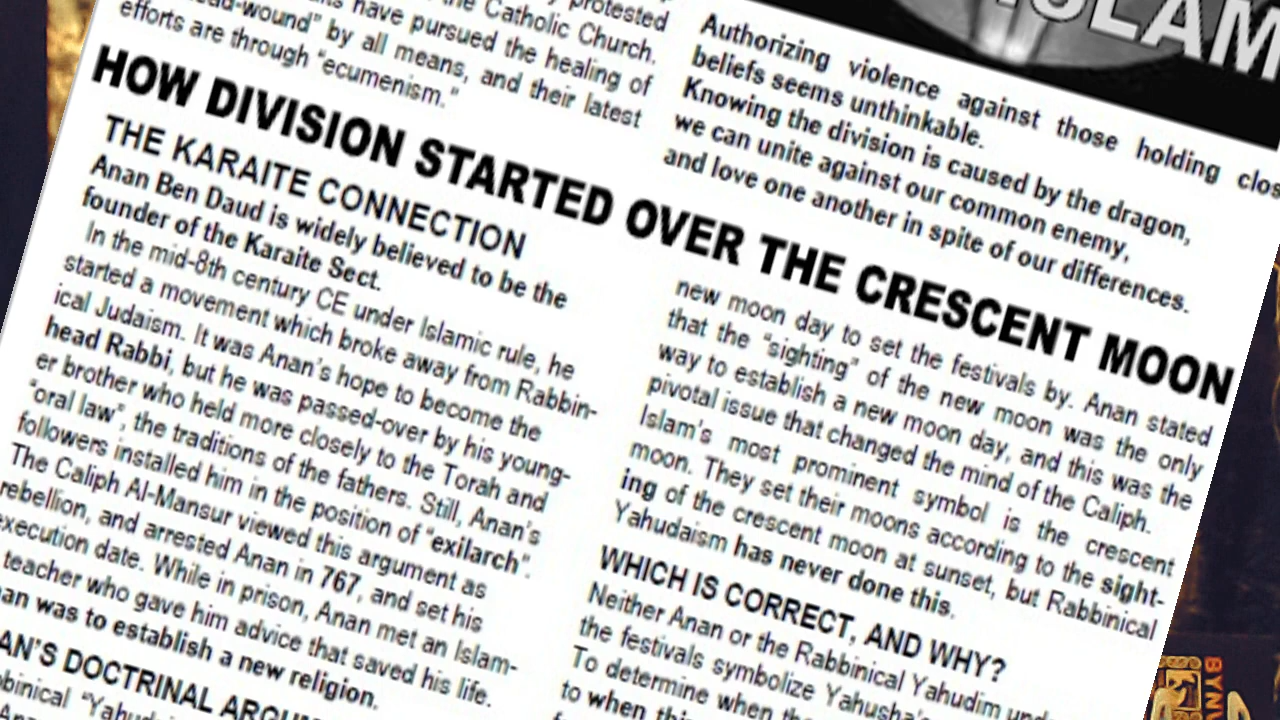 protested
the Catholic Church.
have pursued the healing of
by all means, and their latest
efforts are through "ecumenism."
ISLAM
Authorizing violence against those holding
beliefs seems unthinkable.
Knowing the division is caused by the dragon,
we can unite against our common enemy,
and love one another in spite of our differences.
HOW DIVISION STARTED OVER THE CRESCENT MOON
THE KARAITE CONNECTION
Anan Ben Daud is widely believed to be the
founder of the Karaite Sect.
In the mid-8th century CE under Islamic rule, he
started a movement which broke away from Rabbin-
ical Judaism. It was Anan's hope to become the
head Rabbi, but he was passed-over by his young-
er brother who held more closely to the Torah and
"oral law", the traditions of the fathers. Still, Anan's
followers installed him in the position of "exilarch".
The Caliph Al-Mansur viewed this argument as
rebellion, and arrested Anan in 767, and set his
execution date. While in prison, Anan met an Islam-
teacher who gave him advice that saved his life.
was to establish a new religion.
DOCTRINAL
new moon day to set the festivals by. Anan stated
that the "sighting" of the new moon was the only
way to establish a new moon day, and this was the
pivotal issue that changed the mind of the Caliph.
Islam's most prominent symbol is the crescent
moon. They set their moons according to the sight-
ing of the crescent moon at sunset, but Rabbinical
Yahudaism has never done this.
WHICH IS CORRECT, AND WHY?
Neither Anan or the Rabbinical Yahudim
the festivals symbolize Yahusha's
To determine when the
to when